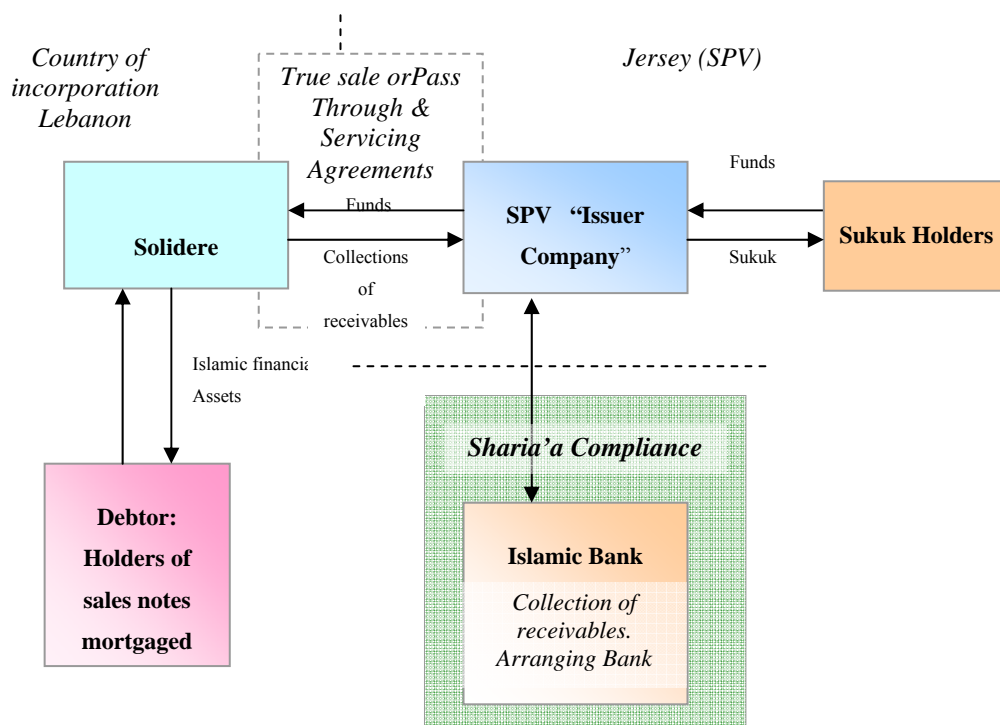 Country of
incorporation
Lebanon
True sale orPass
Through &
Servicing
Agreements
Jersey (SPV)
Solidere
Funds
Collections
of
receivables
SPV “Issuer
Company”
Funds
Sukuk
Sukuk Holders
Islamic financia
Assets
Debtor:
Holders of
sales notes
mortgaged
Sharia’a Compliance
Islamic Bank
Collection of
receivables.
Arranging Bank